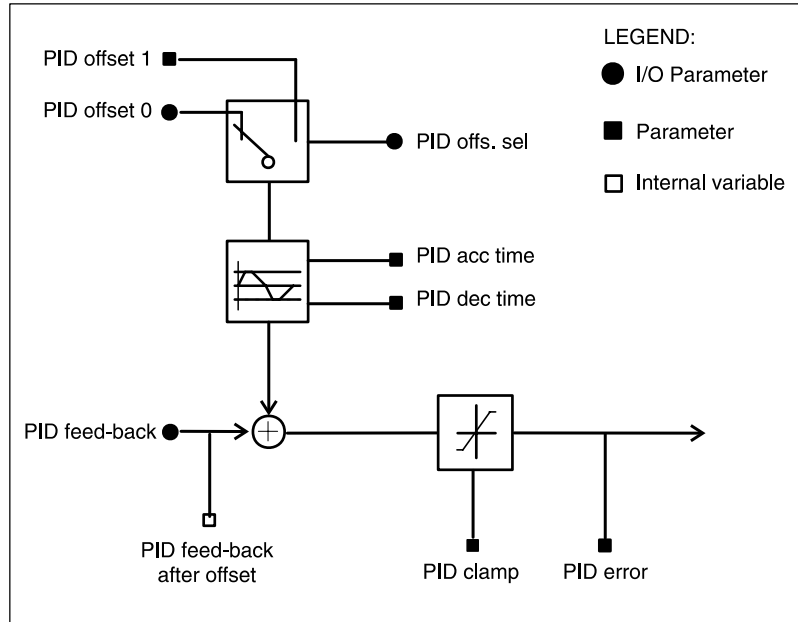 LEGEND:
I/O Parameter
Parameter
Internal variable
PID offset 1
PID offset 0
PID offs. sel
PID acc time
PID dec time
PID feed-back
PID feed-back
after offset
PID clamp
PID error